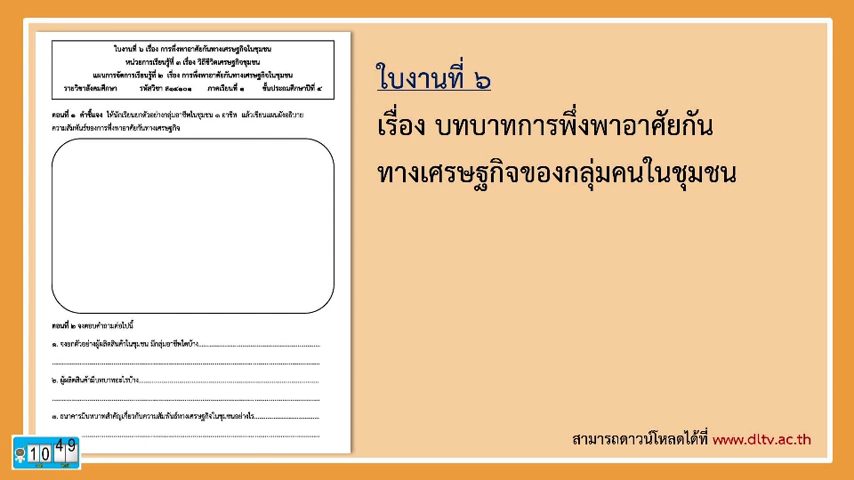 ใบงานที่ ๖ เรื่อง การพึ่งพาอาศัยกันทางเศรษฐกิจในชุมชน
หน่วยการเรียนรู้ที่ ๓ เรื่อง วิถีชีวิตเศรษฐกิจชุมชน
แผนการจัดการเรียนรู้ที่ ๒ เรื่อง การพึ่งพาอาศัยกันทางเศรษฐกิจในชุมชน
รายวิชาสังคมศึกษา รหัสวิชา ส๑๔๑๐๑ ภาคเรียนที่ ๑ ชั้นประถมศึกษาปีที่ ๔
ตอนที่ ๑ คำชี้แจง ให้นักเรียนยกตัวอย่างกลุ่มอาชีพในชุมชน ๑ อาชีพ แล้วเขียนแผนผังอธิบาย
ความสัมพันธ์ของการพึ่งพาอาศัยกันทางเศรษฐกิจ
ตอนที่ ๒ จงตอบคำถามต่อไปนี้
๑. จงยกตัวอย่างผู้ผลิตสินค้าในชุมชน มีกลุ่มอาชีพใดบ้าง
๒. ผู้ผลิตสินค้ามีบทบาทอะไรบ้าง
๓. ธนาคารมีบทบาทสำคัญเกี่ยวกับความสัมพันธ์ทางเศรษฐกิจในชุมชนอย่างไร
ใบงานที่ ๖
เรื่อง บทบาทการพึ่งพาอาศัยกัน
ทางเศรษฐกิจของกลุ่มคนในชุมชน
สามารถดาวน์โหลดได้ที่ www.dltv.ac.th
10 49